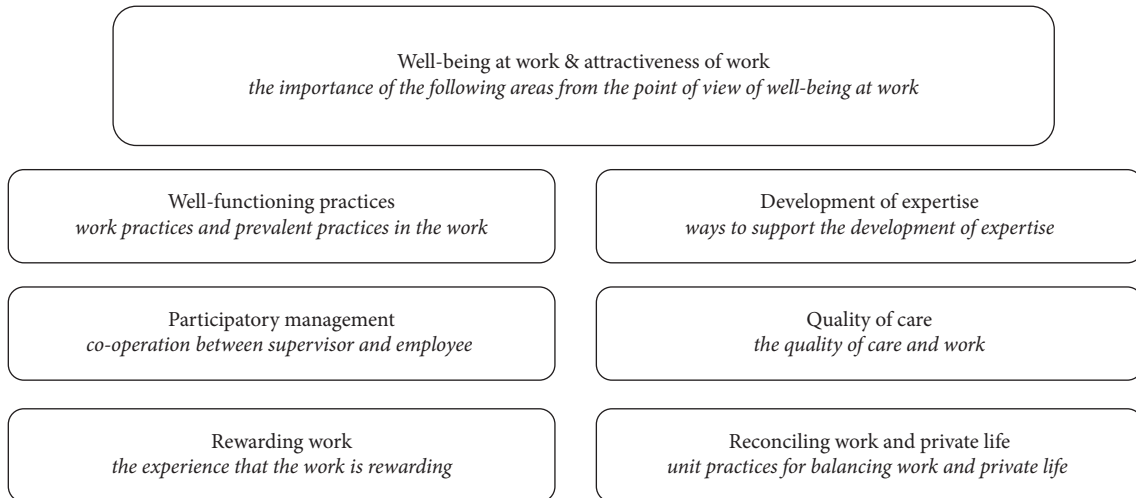 Well-being at work & attractiveness of work
the importance of the following areas from the point of view of well-being at work
Well-functioning practices
work practices and prevalent practices in the work
Development of expertise
ways to support the development of expertise
Participatory management
co-operation between supervisor and employee
Quality of care
the quality of care and work
Rewarding work
the experience that the work is rewarding
Reconciling work and private life
unit practices for balancing work and private life